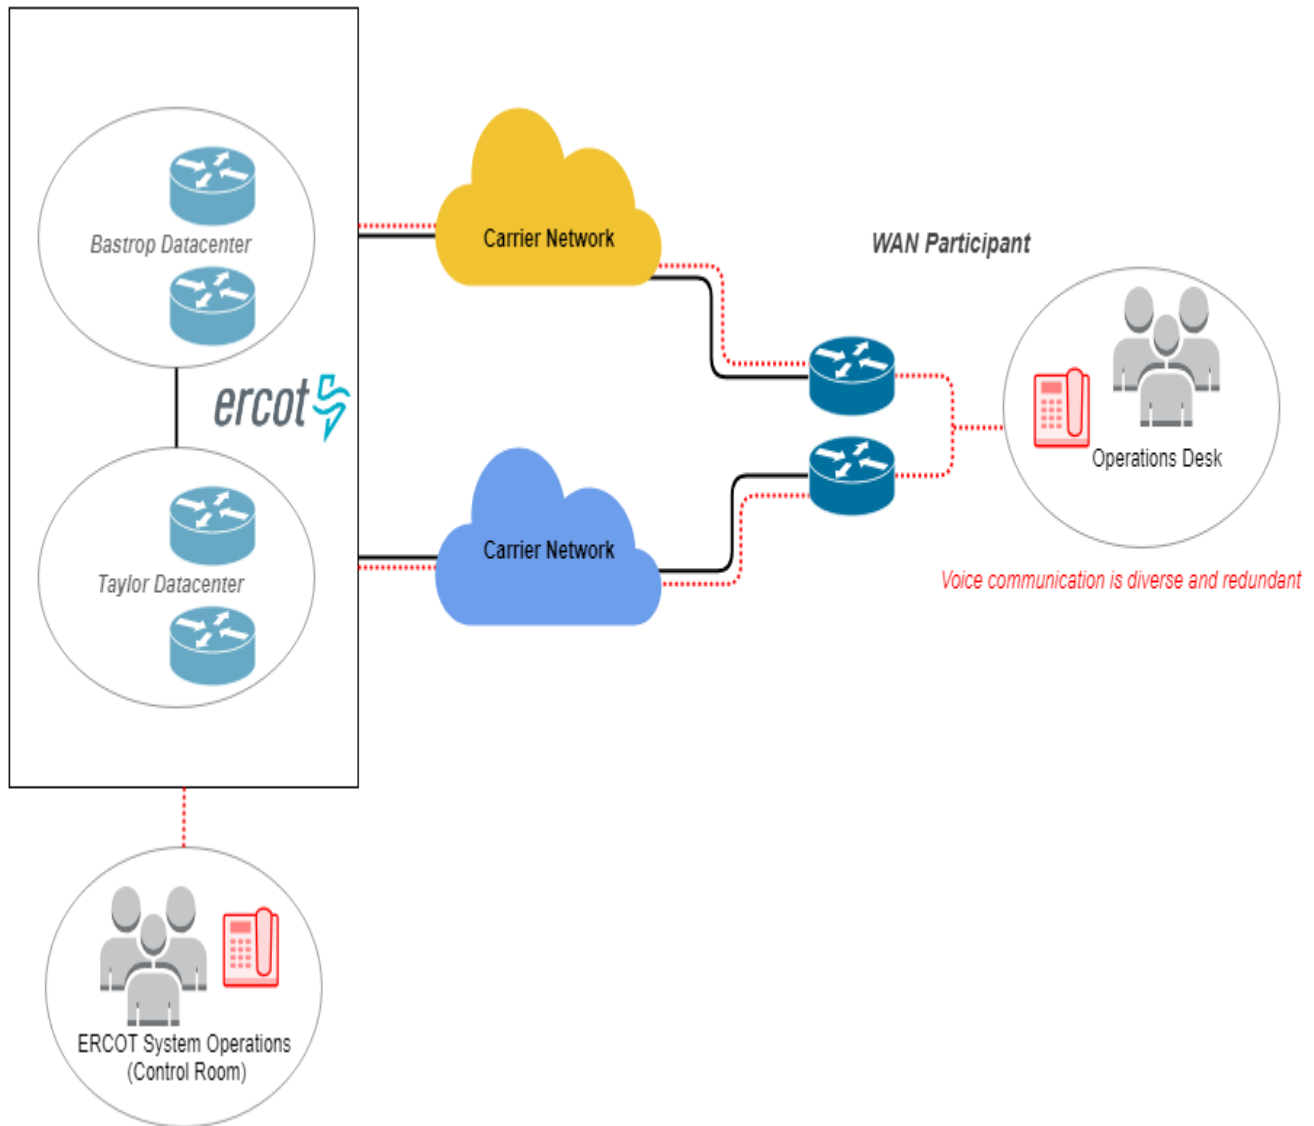 Bastrop Datacenter
ercot
Taylor Datacenter
Carrier Network
Carrier Network
WAN Participant
Operations Desk
Voice communication is diverse and redundant
ERCOT System Operations
(Control Room)